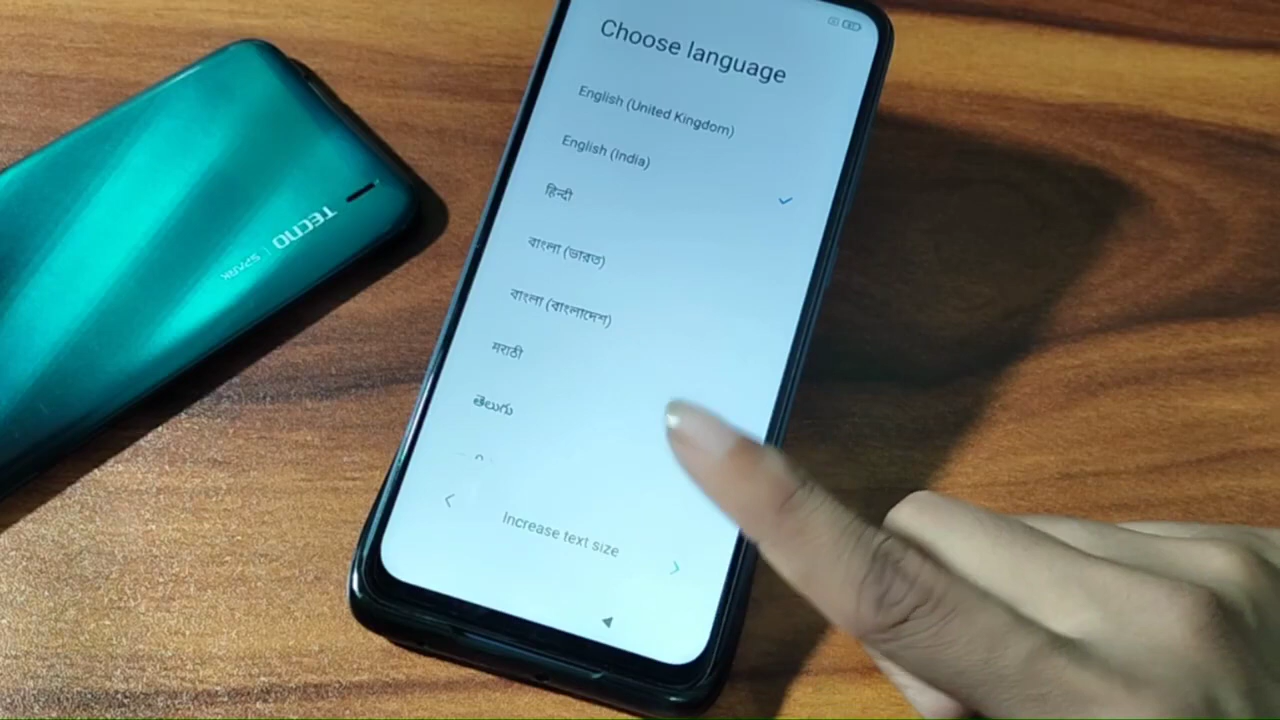 Choose language
English (United Kingdom)
English (India)
हिन्दी
বাংলা (ভারত)
বাংলা (বাংলাদেশ)
मराठी
తెలుగు
Increase text size
TECNO | SPARK